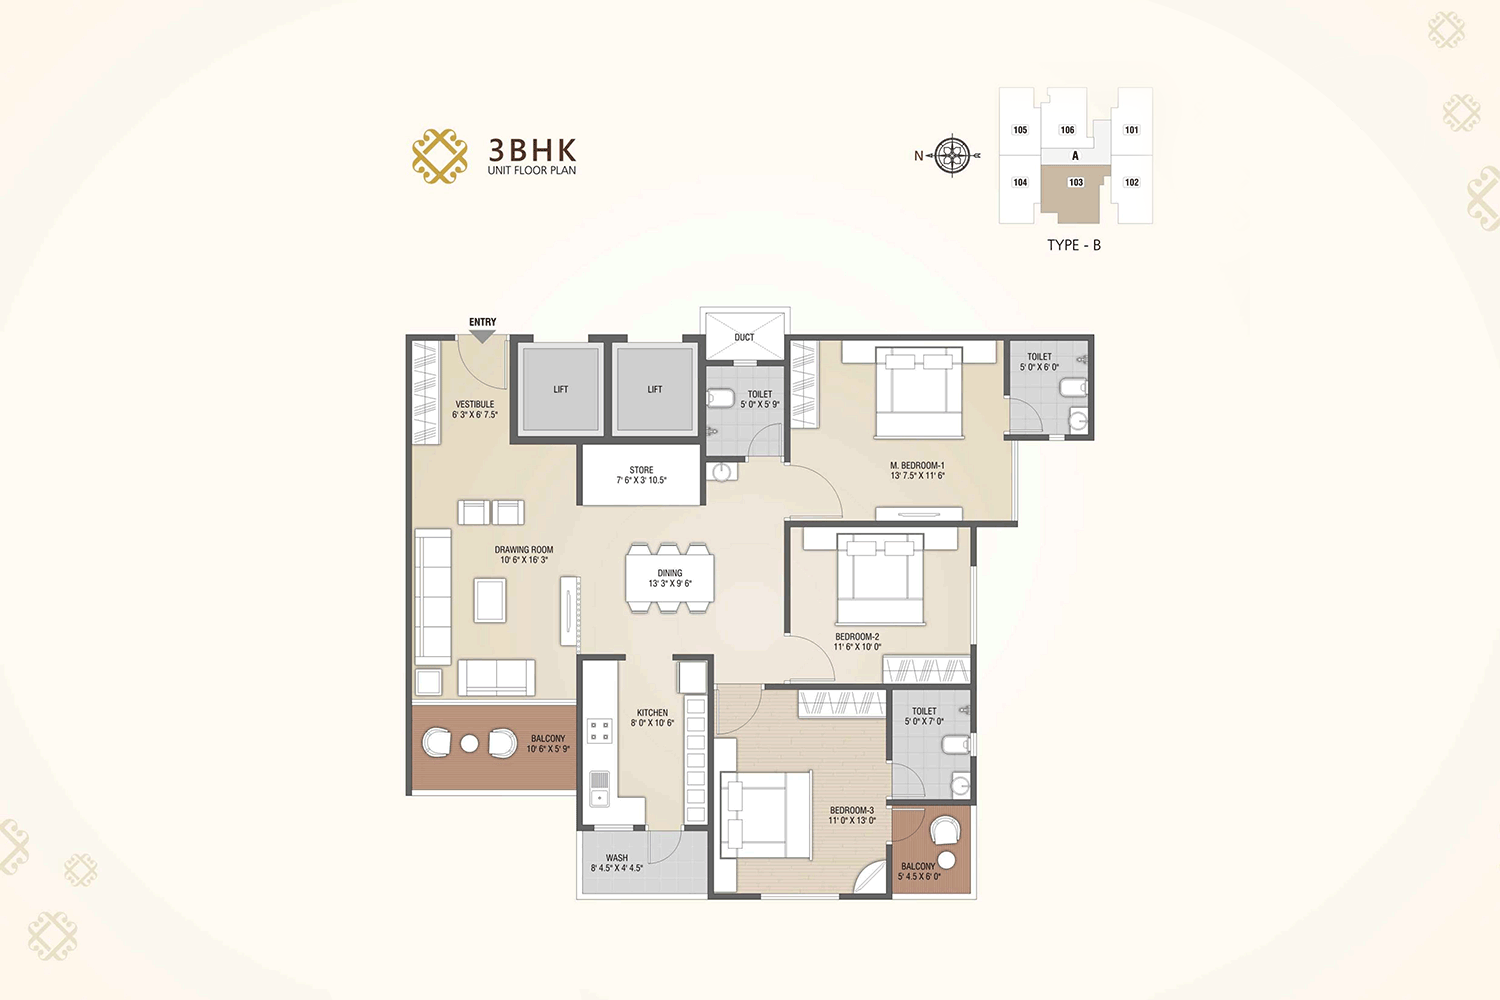 3BHK
UNIT FLOOR PLAN
N
105
106
101
A
104
103
102
TYPE - B
ENTRY
DUCT
LIFT
LIFT
VESTIBULE
6' 3" X 6' 7.5"
TOILET
5' 0" X 5' 9"
TOILET
5' 0" X 6' 0"
STORE
7' 6" X 3' 10.5"
M. BEDROOM-1
13' 7.5" X 11' 6"
DRAWING ROOM
10' 6" X 16' 3"
DINING
13' 3" X 9' 6"
BEDROOM-2
11' 6" X 10' 0"
KITCHEN
8' 0" X 10' 6"
TOILET
5' 0" X 7' 0"
BALCONY
10' 6" X 5' 9"
BEDROOM-3
11' 0" X 13' 0"
WASH
8' 4.5" X 4' 4.5"
BALCONY
5' 4.5 X 6' 0"